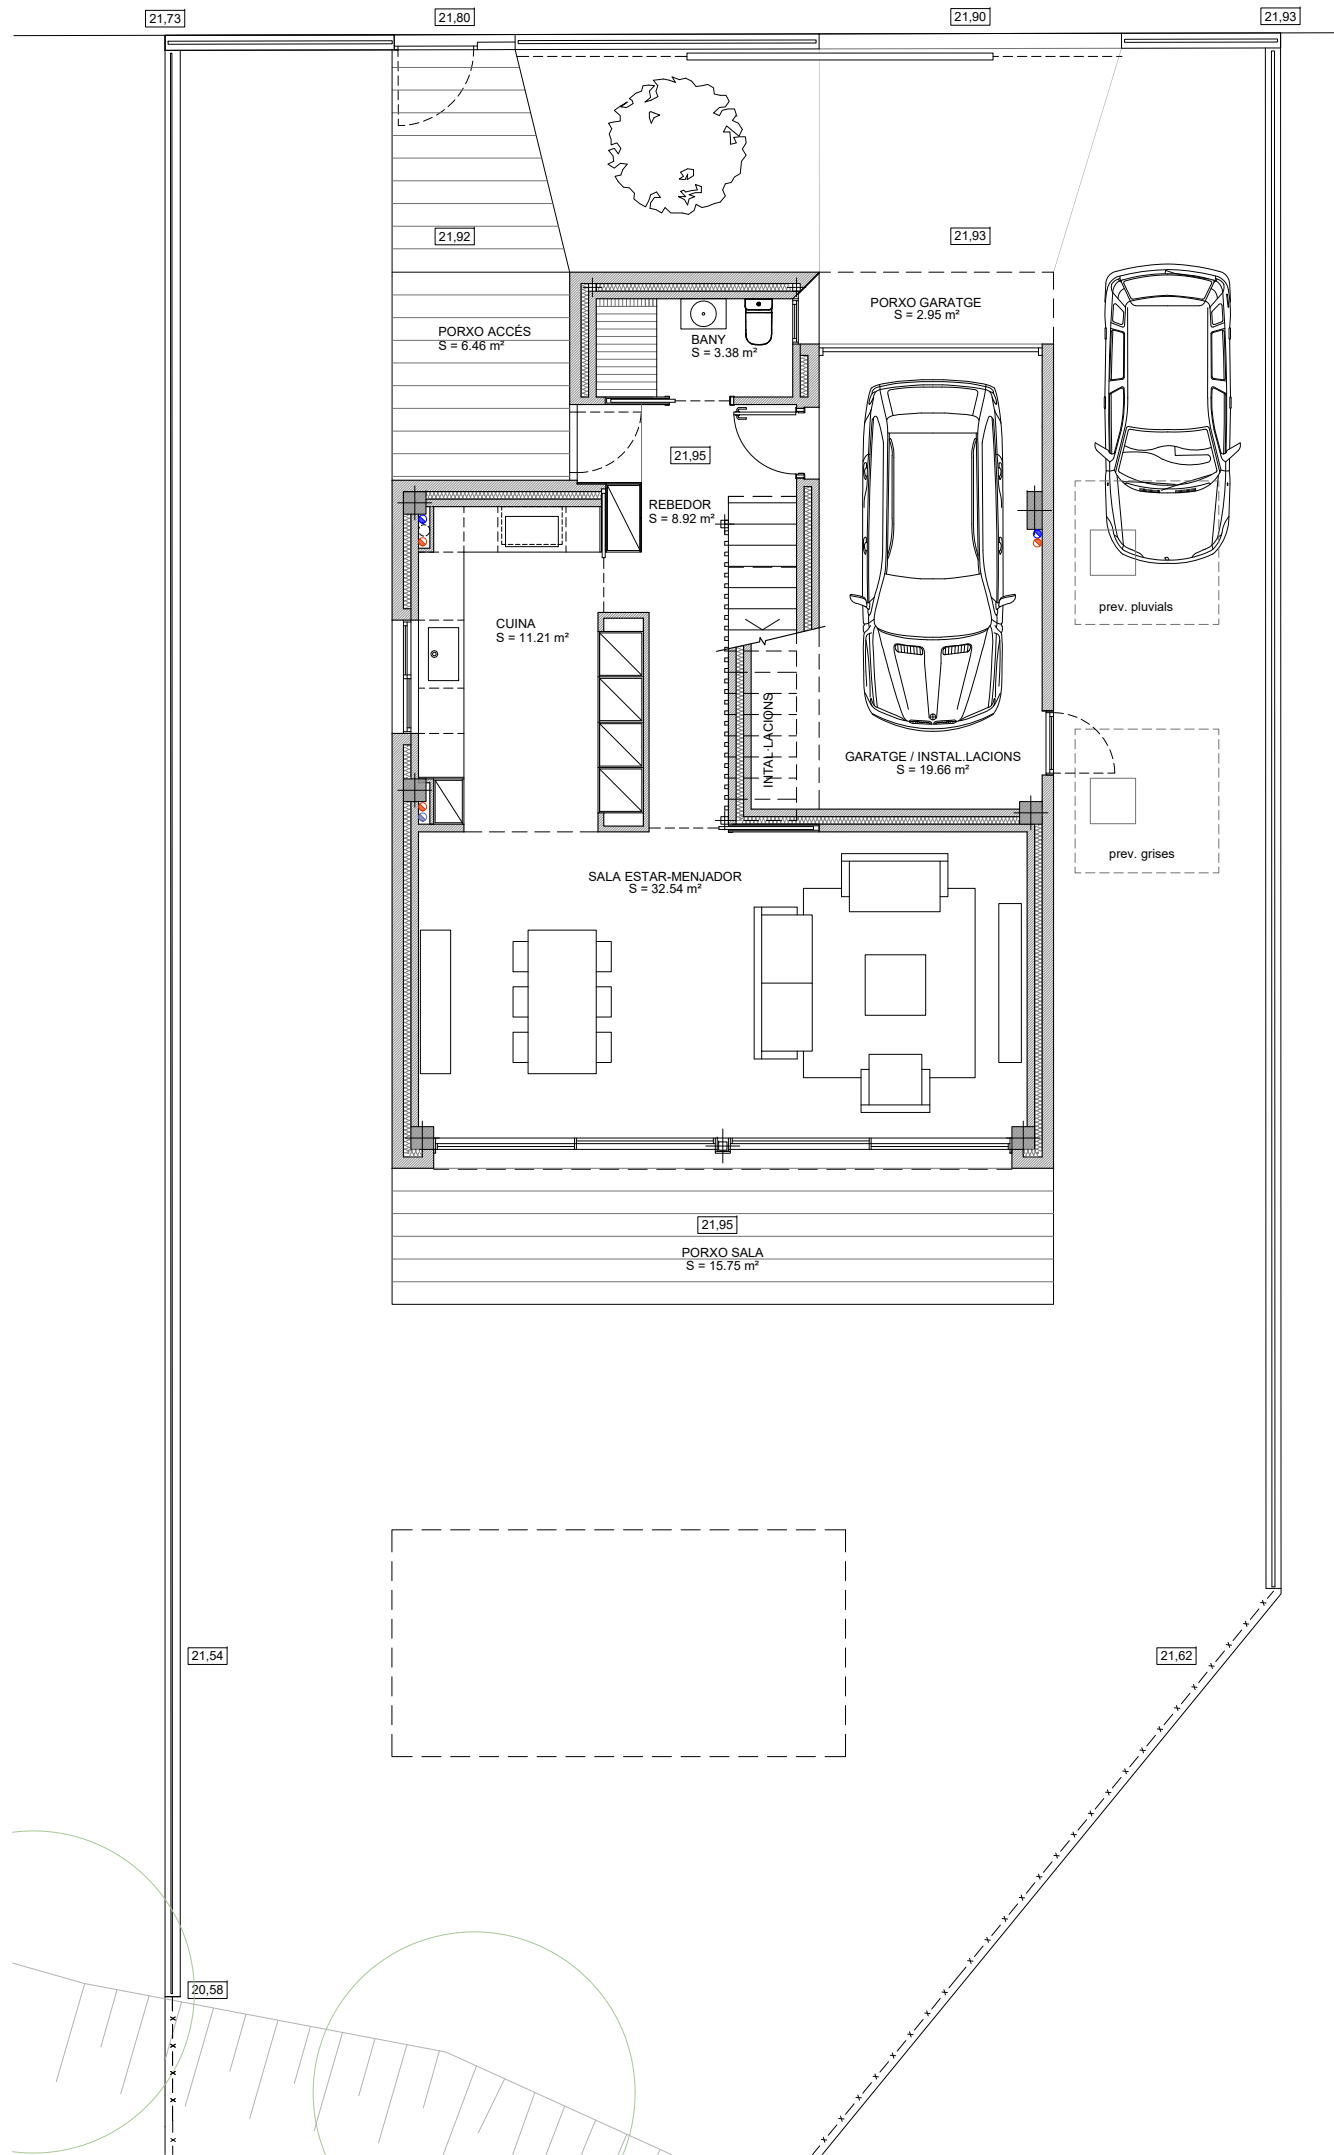 21,73
21,80
21,90
21,93
21,92
21,93
PORXO GARATGE
S = 2.95 m²
PORXO ACCÉS
S = 6.46 m²
BANY
S = 3.38 m²
21,95
REBEDOR
S = 8.92 m²
CUINA
S = 11.21 m²
prev. pluvials
INTAL·LACIONS
GARATGE / INSTAL.LACIONS
S = 19.66 m²
prev. grises
SALA ESTAR-MENJADOR
S = 32.54 m²
21,95
PORXO SALA
S = 15.75 m²
21,54
21,62
20,58